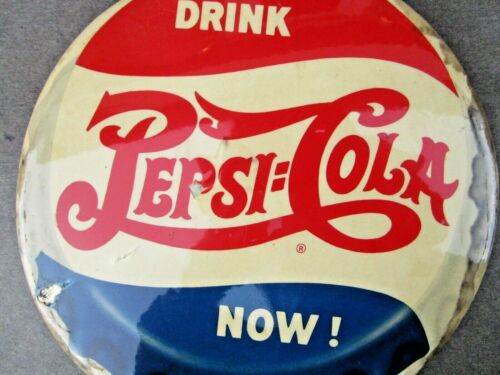 DRINK
PEPSI=COLA
®
NOW!